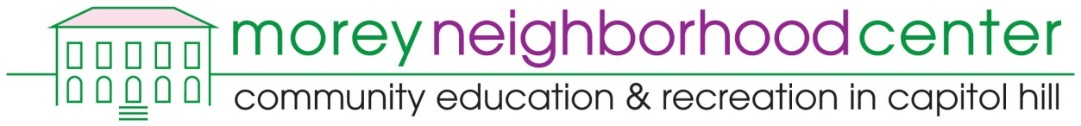 morey neighborhood center
community education & recreation in capitol hill